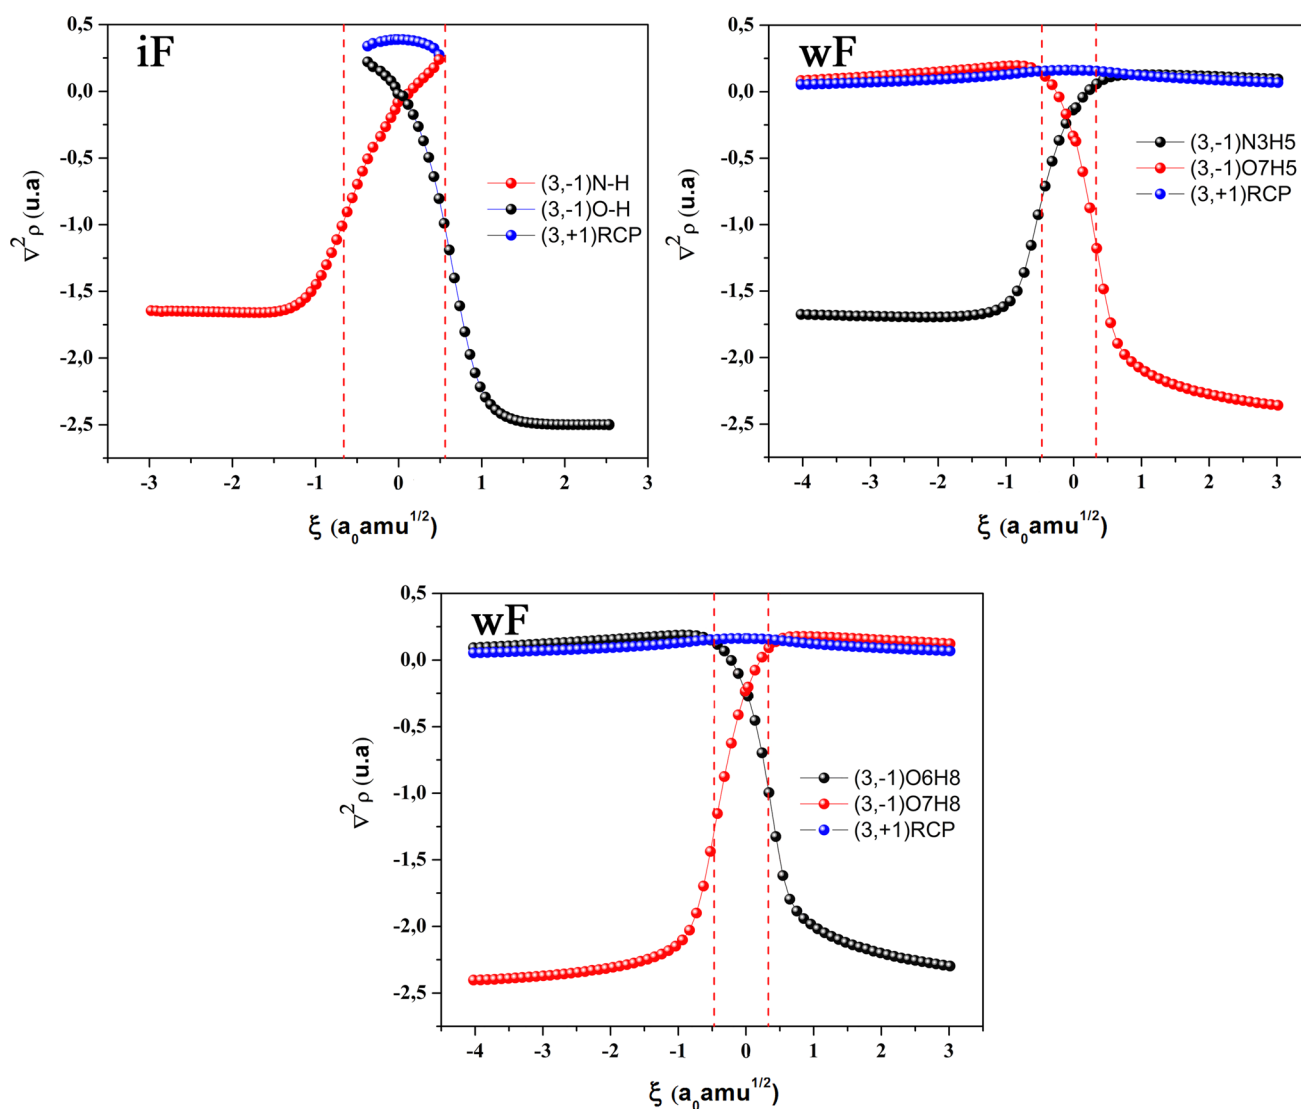 iF
0,5
0,0
-0,5
-1,0
-1,5
-2,0
-2,5
∇²ρ (u.a)
(3,-1)N-H
(3,-1)O-H
(3,+1)RCP
-3 -2 -1 0 1 2 3
ξ (a₀amu^1/2)
wF
0,5
0,0
-0,5
-1,0
-1,5
-2,0
-2,5
∇²ρ (u.a)
(3,-1)N3H5
(3,-1)O7H5
(3,+1)RCP
-4 -3 -2 -1 0 1 2 3
ξ (a₀amu^1/2)
wF
0,5
0,0
-0,5
-1,0
-1,5
-2,0
-2,5
∇²ρ (u.a)
(3,-1)O6H8
(3,-1)O7H8
(3,+1)RCP
-4 -3 -2 -1 0 1 2 3
ξ (a₀amu^1/2)